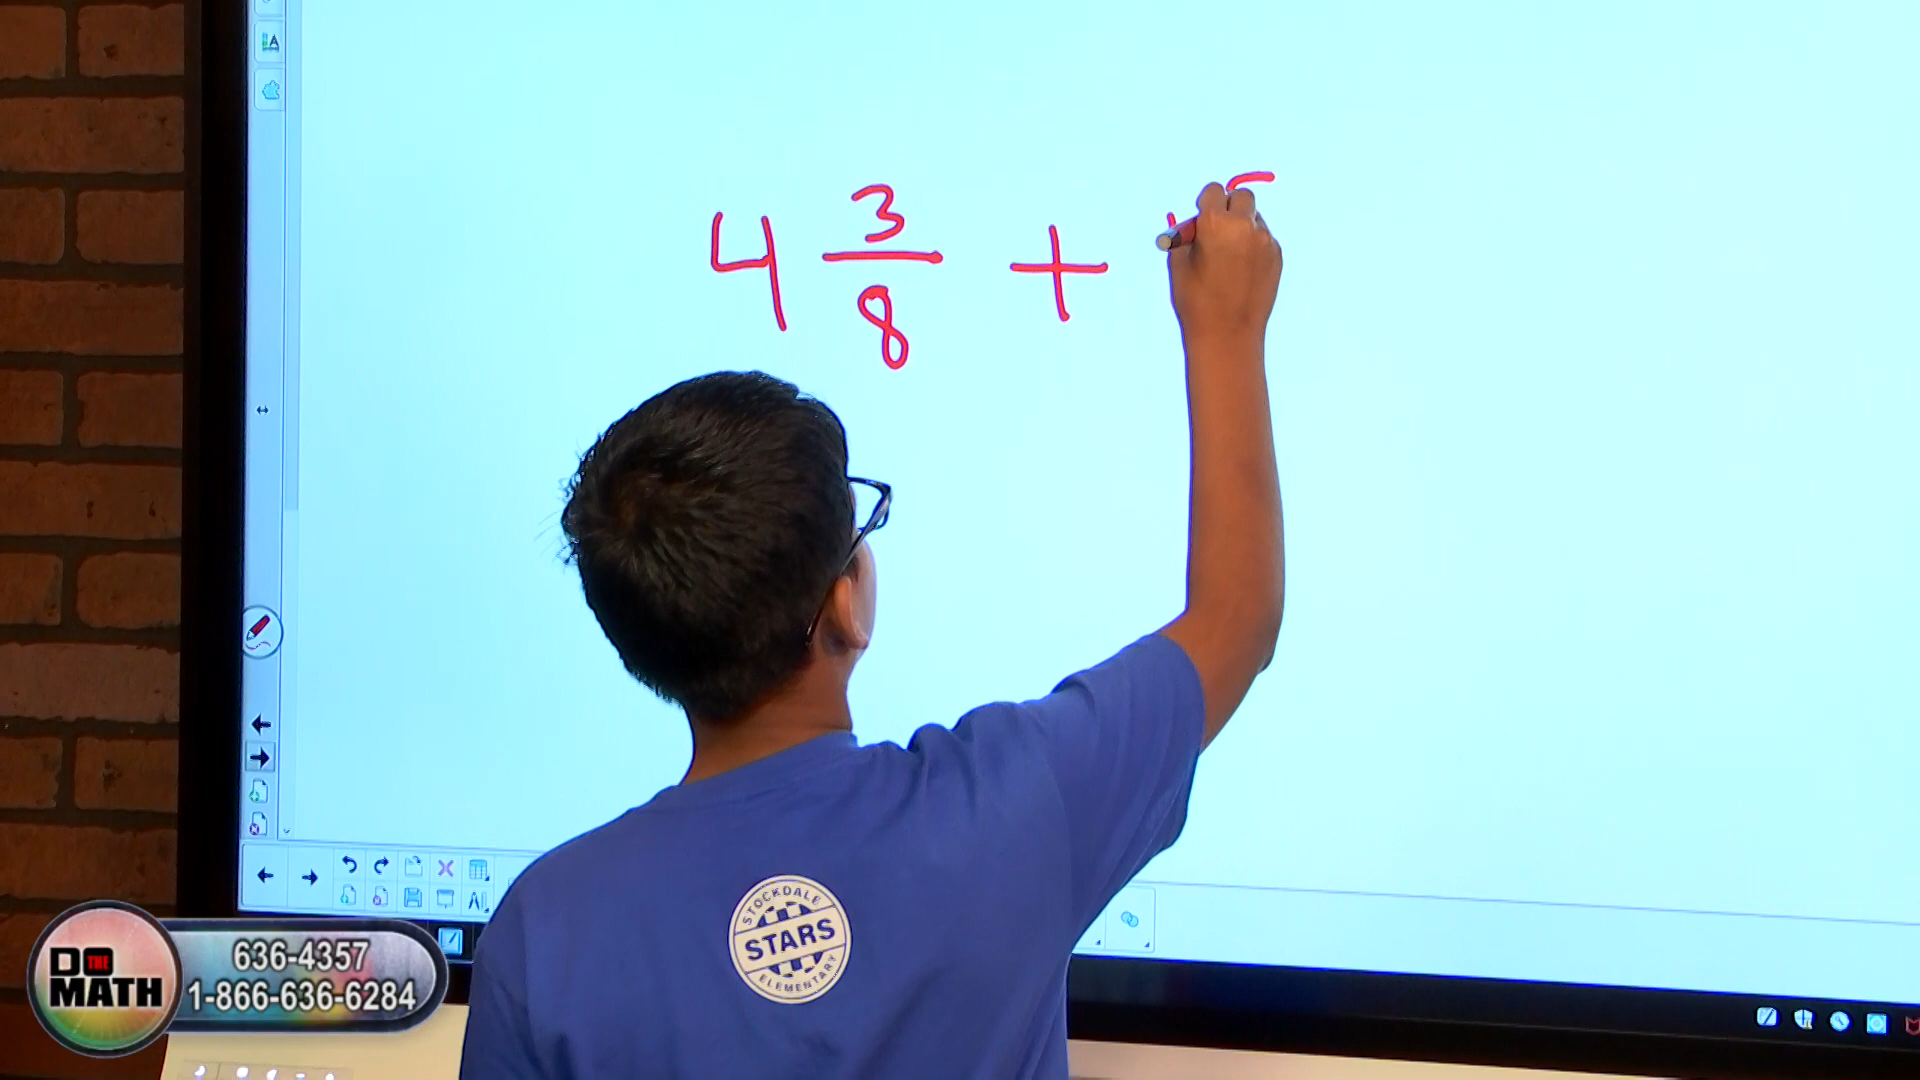 4 3/8 +
STOCKDALE
STARS
ELEMENTARY
DO THE MATH
636-4357
1-866-636-6284